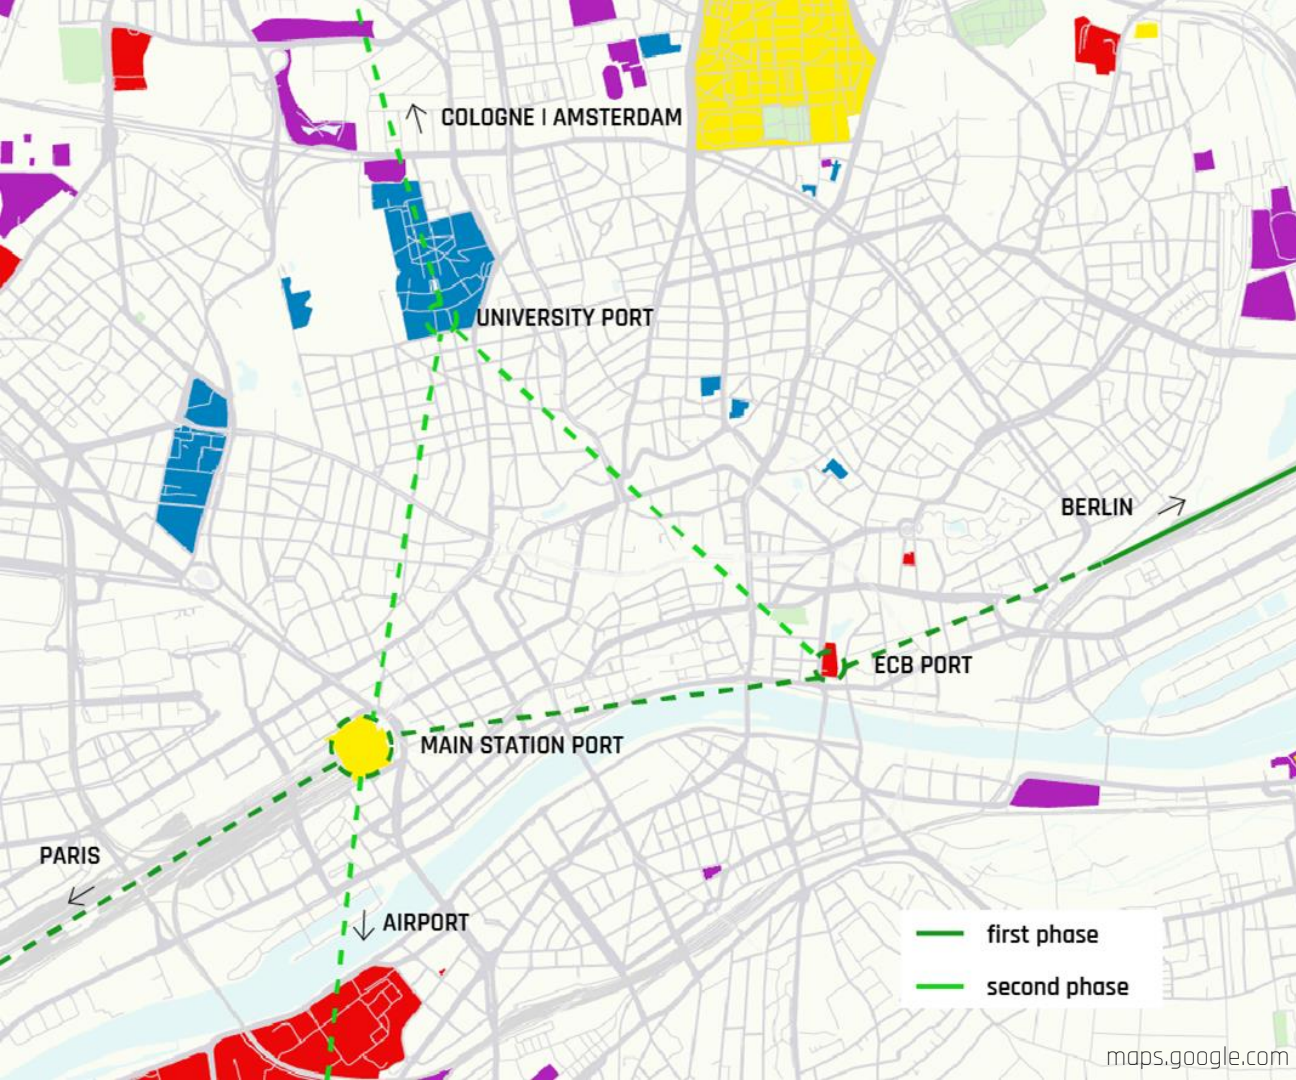 COLOGNE | AMSTERDAM
UNIVERSITY PORT
BERLIN
ECB PORT
MAIN STATION PORT
PARIS
AIRPORT
first phase
second phase
maps.google.com